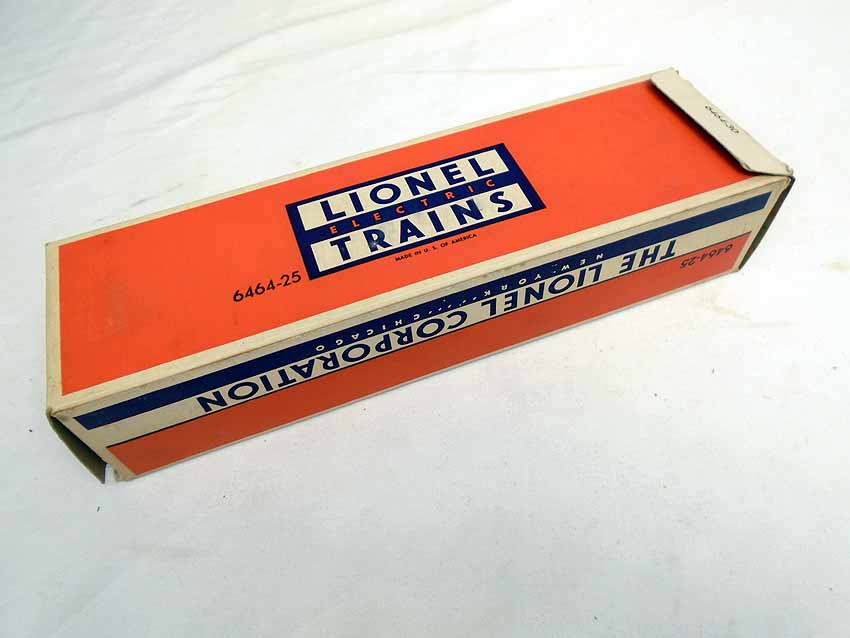 LIONEL
ELECTRIC
TRAINS
MADE IN U. S. OF AMERICA
6464-25
THE LIONEL CORPORATION
NEW YORK ..... CHICAGO
6464-25